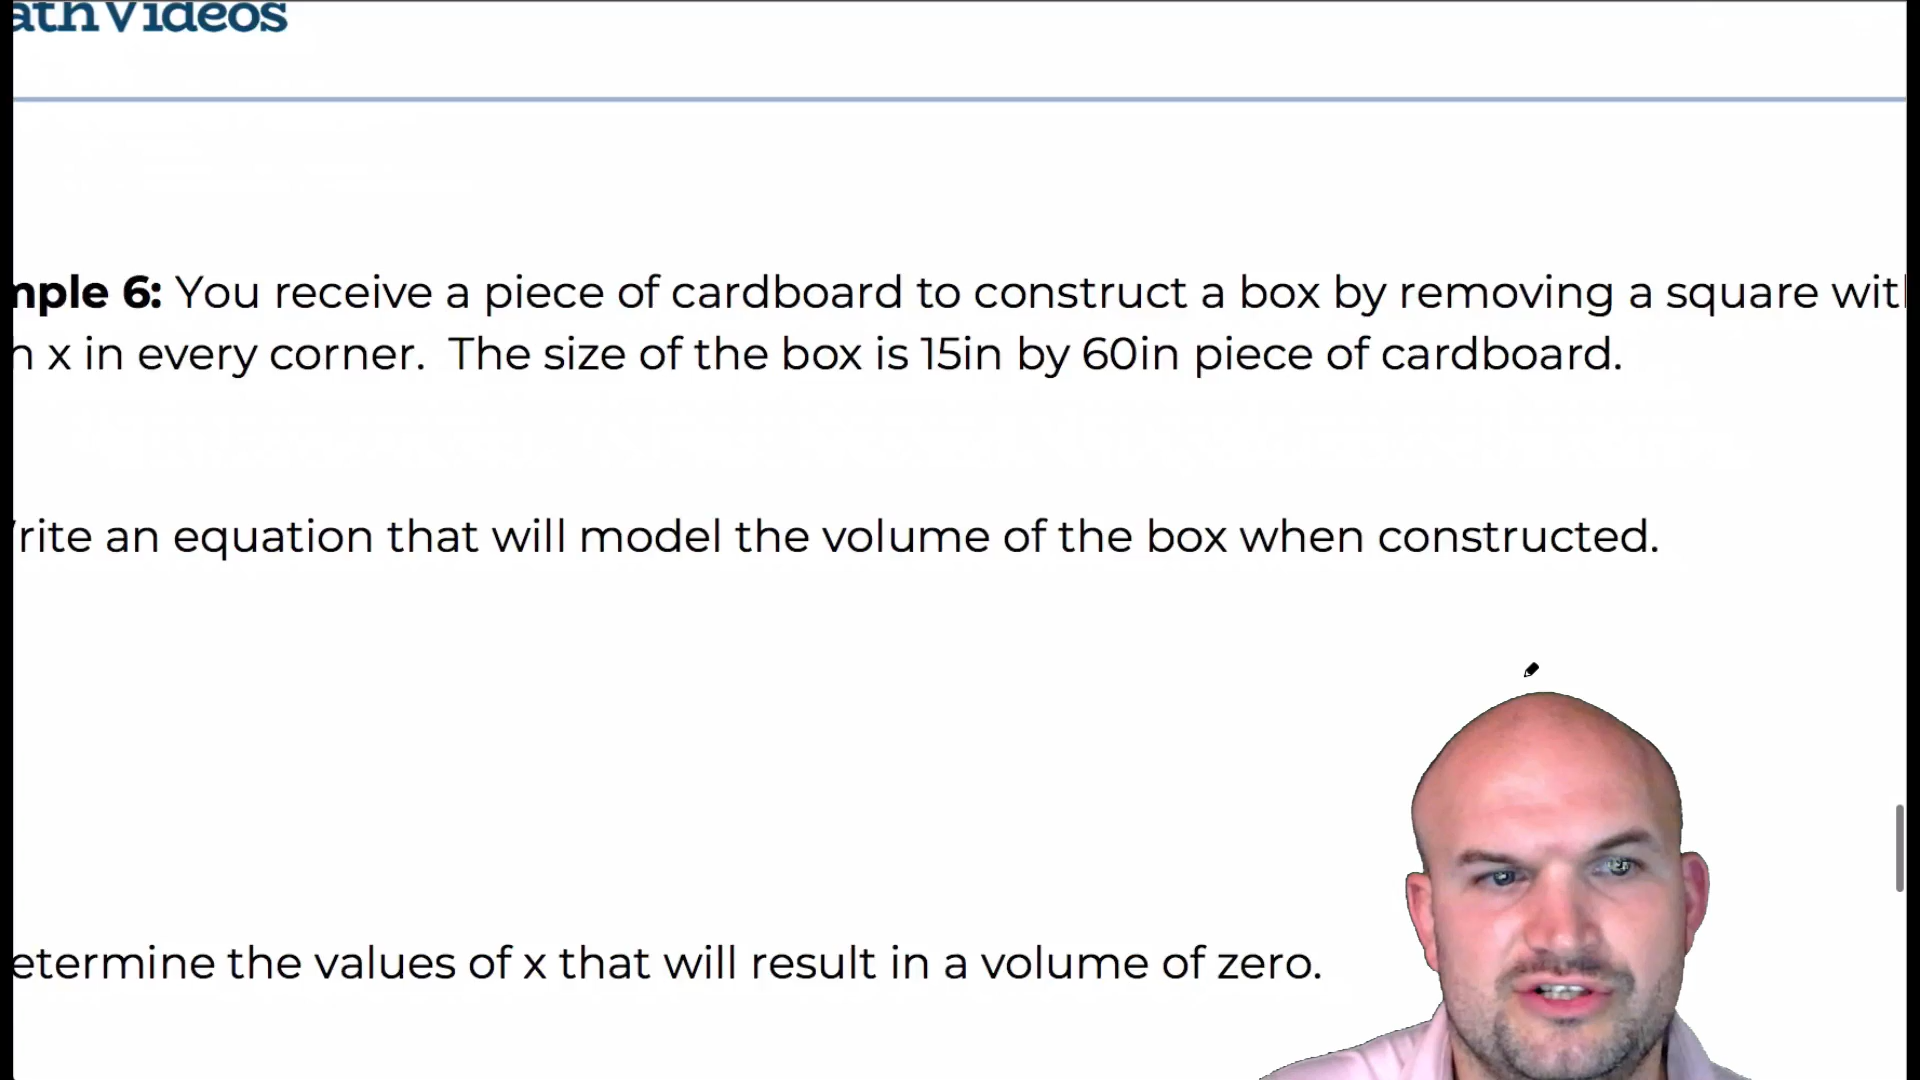 athVideos
mple 6: You receive a piece of cardboard to construct a box by removing a square wit
n x in every corner. The size of the box is 15in by 60in piece of cardboard.
rite an equation that will model the volume of the box when constructed.
etermine the values of x that will result in a volume of zero.